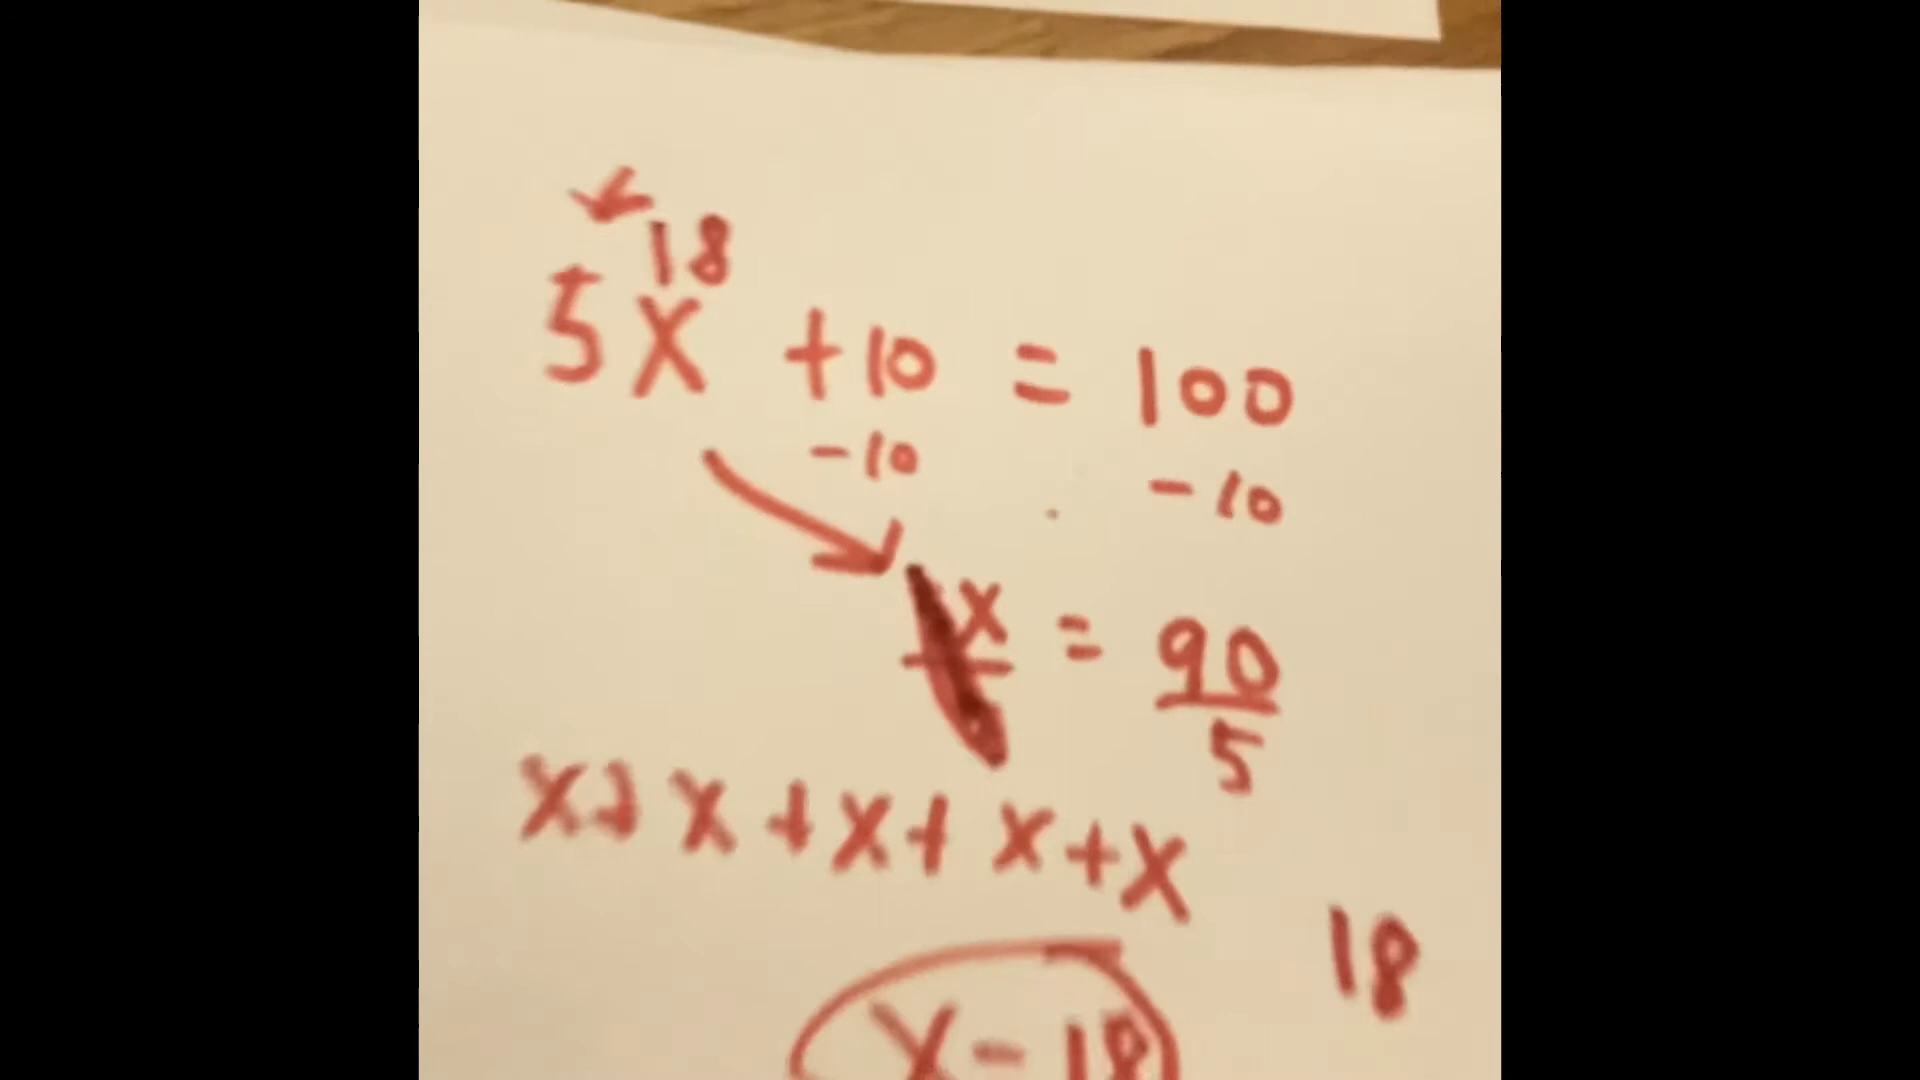 18
5x + 10 = 100
-10 -10
x = 90
5
x + x + x + x + x
18
x = 18